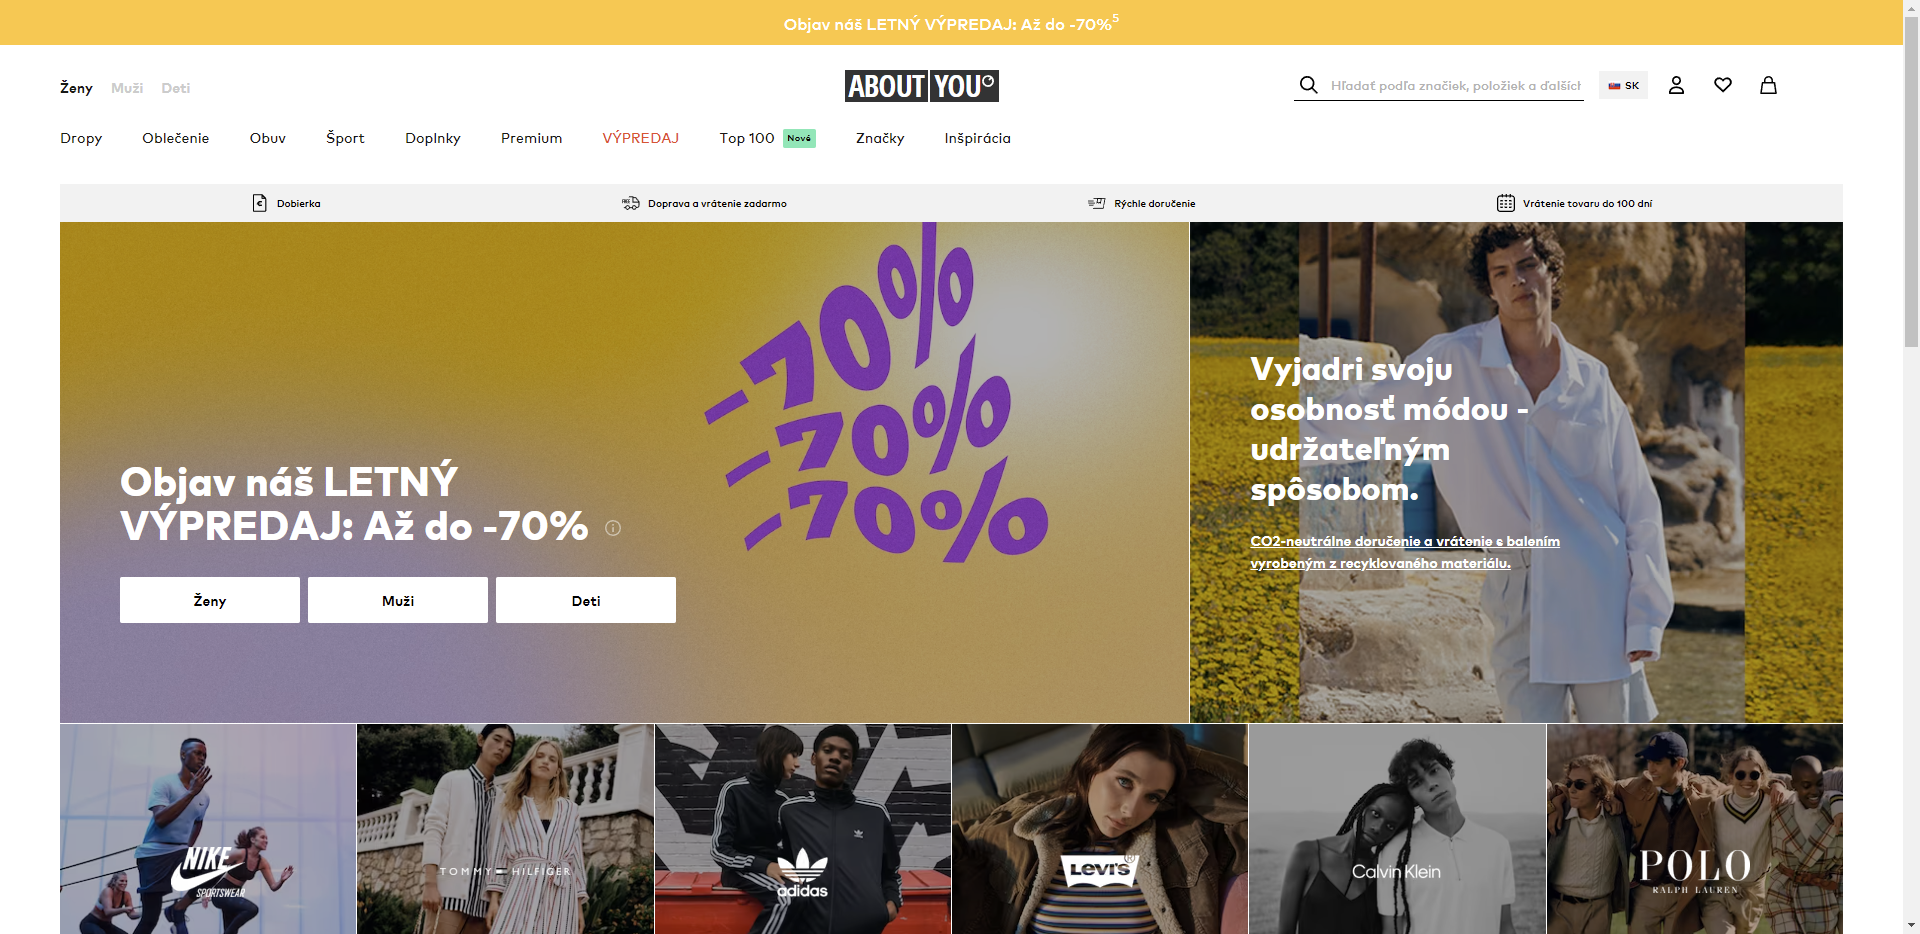 Objav náš LETNÝ VÝPREDAJ: Až do -70%5
Ženy Muži Deti
ABOUT YOU
Hľadať podľa značiek, položiek a ďalších
SK
Dropy Oblečenie Obuv Šport Doplnky Premium VÝPREDAJ Top 100 Nové Značky Inšpirácia
Dobierka Doprava a vrátenie zadarmo Rýchle doručenie Vrátenie tovaru do 100 dní
-70%
-70%
-70%
Objav náš LETNÝ
VÝPREDAJ: Až do -70%
Ženy Muži Deti
Vyjadri svoju
osobnosť módou -
udržateľným
spôsobom.
CO2-neutrálne doručenie a vrátenie s balením
vyrobeným z recyklovaného materiálu.
NIKE
SPORTSWEAR
TOMMY HILFIGER
adidas
Levi's
Calvin Klein
POLO
RALPH LAUREN